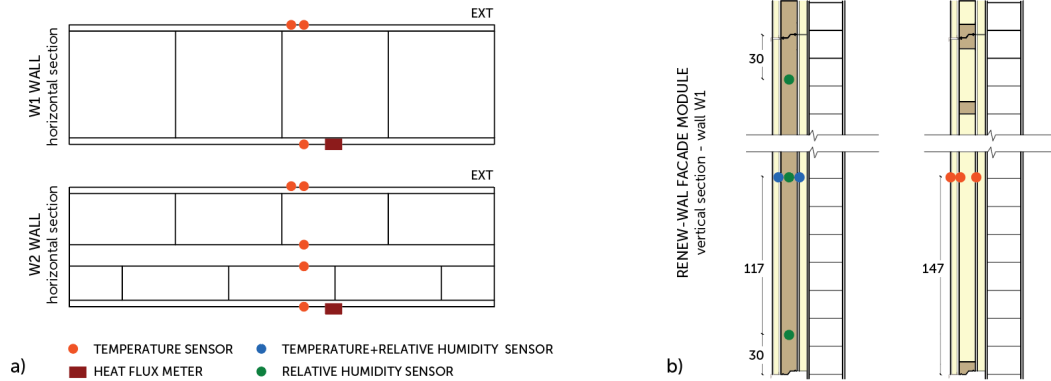 EXT
W1 WALL
horizontal section
EXT
W2 WALL
horizontal section
TEMPERATURE SENSOR
TEMPERATURE+RELATIVE HUMIDITY SENSOR
HEAT FLUX METER
RELATIVE HUMIDITY SENSOR
a)
RENEW-WAL FACADE MODULE
vertical section - wall W1
30
117
30
147
b)